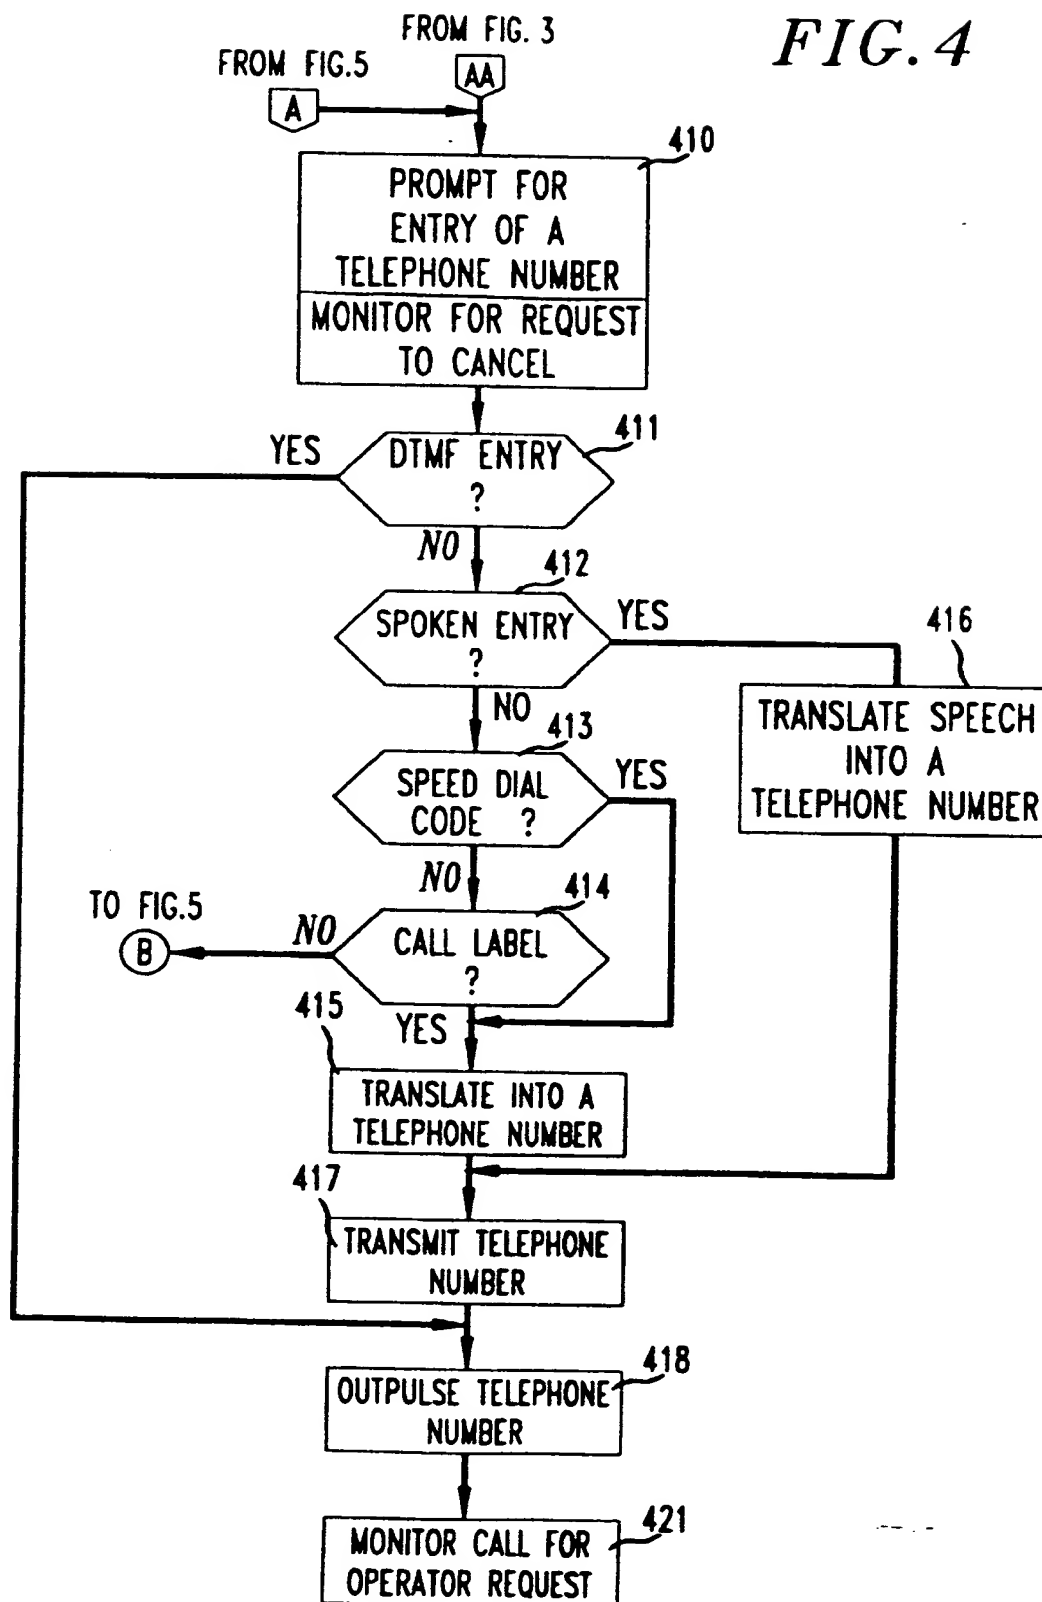 FROM FIG. 3
FIG. 4
FROM FIG.5
AA
A
410
PROMPT FOR
ENTRY OF A
TELEPHONE NUMBER
MONITOR FOR REQUEST
TO CANCEL
YES
DTMF ENTRY
?
411
NO
412
SPOKEN ENTRY
?
YES
416
NO
TRANSLATE SPEECH
INTO A
TELEPHONE NUMBER
413
SPEED DIAL
CODE ?
YES
NO
414
TO FIG.5
B
NO
CALL LABEL
?
415
YES
TRANSLATE INTO A
TELEPHONE NUMBER
417
TRANSMIT TELEPHONE
NUMBER
418
OUTPULSE TELEPHONE
NUMBER
421
MONITOR CALL FOR
OPERATOR REQUEST